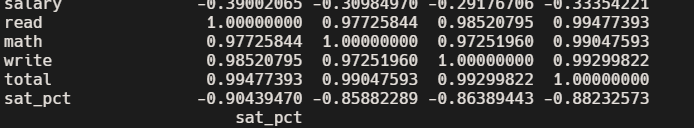 salary -0.39002065 -0.30984970 -0.29176706 -0.33354221
read 1.00000000 0.97725844 0.98520795 0.99477393
math 0.97725844 1.00000000 0.97251960 0.99047593
write 0.98520795 0.97251960 1.00000000 0.99299822
total 0.99477393 0.99047593 0.99299822 1.00000000
sat_pct -0.90439470 -0.85882289 -0.86389443 -0.88232573
sat_pct